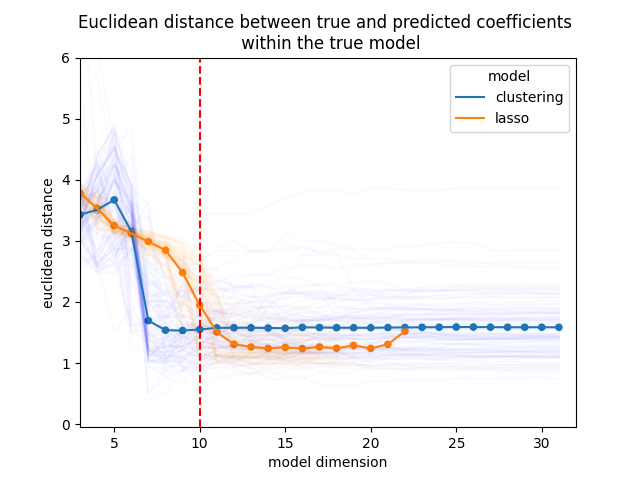 Euclidean distance between true and predicted coefficients
within the true model
model
clustering
lasso
euclidean distance
6
5
4
3
2
1
0
5
10
15
20
25
30
model dimension